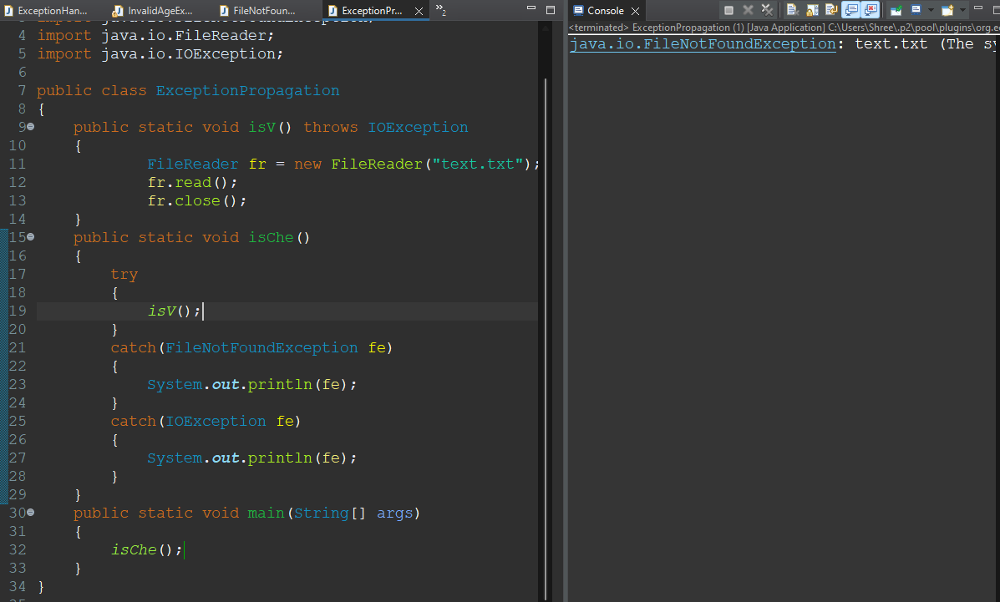 ExceptionHan... InvalidAgeEx... FileNotFoun... ExceptionPr... »2
4 import java.io.FileReader;
5 import java.io.IOException;
6
7 public class ExceptionPropagation
8 {
9 public static void isV() throws IOException
10 {
11 FileReader fr = new FileReader("text.txt");
12 fr.read();
13 fr.close();
14 }
15 public static void isChe()
16 {
17 try
18 {
19 isV();
20 }
21 catch(FileNotFoundException fe)
22 {
23 System.out.println(fe);
24 }
25 catch(IOException fe)
26 {
27 System.out.println(fe);
28 }
29 }
30 public static void main(String[] args)
31 {
32 isChe();
33 }
34 }
Console
<terminated> ExceptionPropagation (1) [Java Application] C:\Users\Shree\.p2\pool\plugins\org.e
java.io.FileNotFoundException: text.txt (The sy